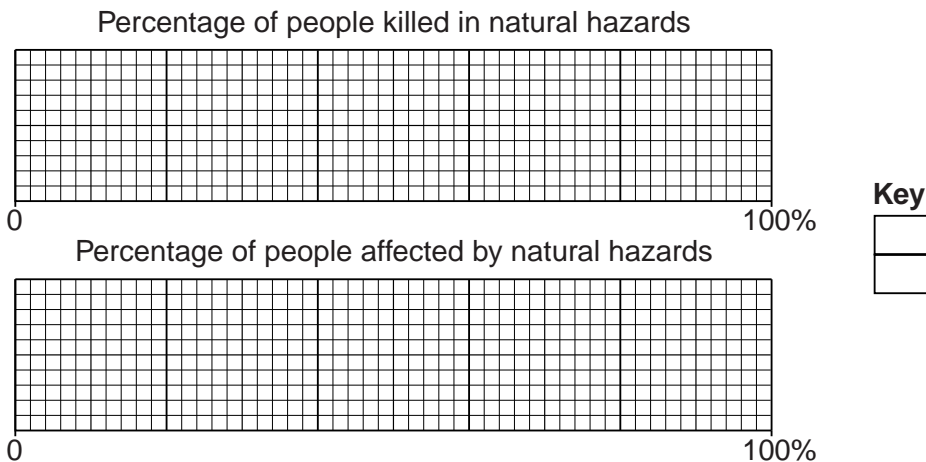 Percentage of people killed in natural hazards
0 100%
Key
Percentage of people affected by natural hazards
0 100%